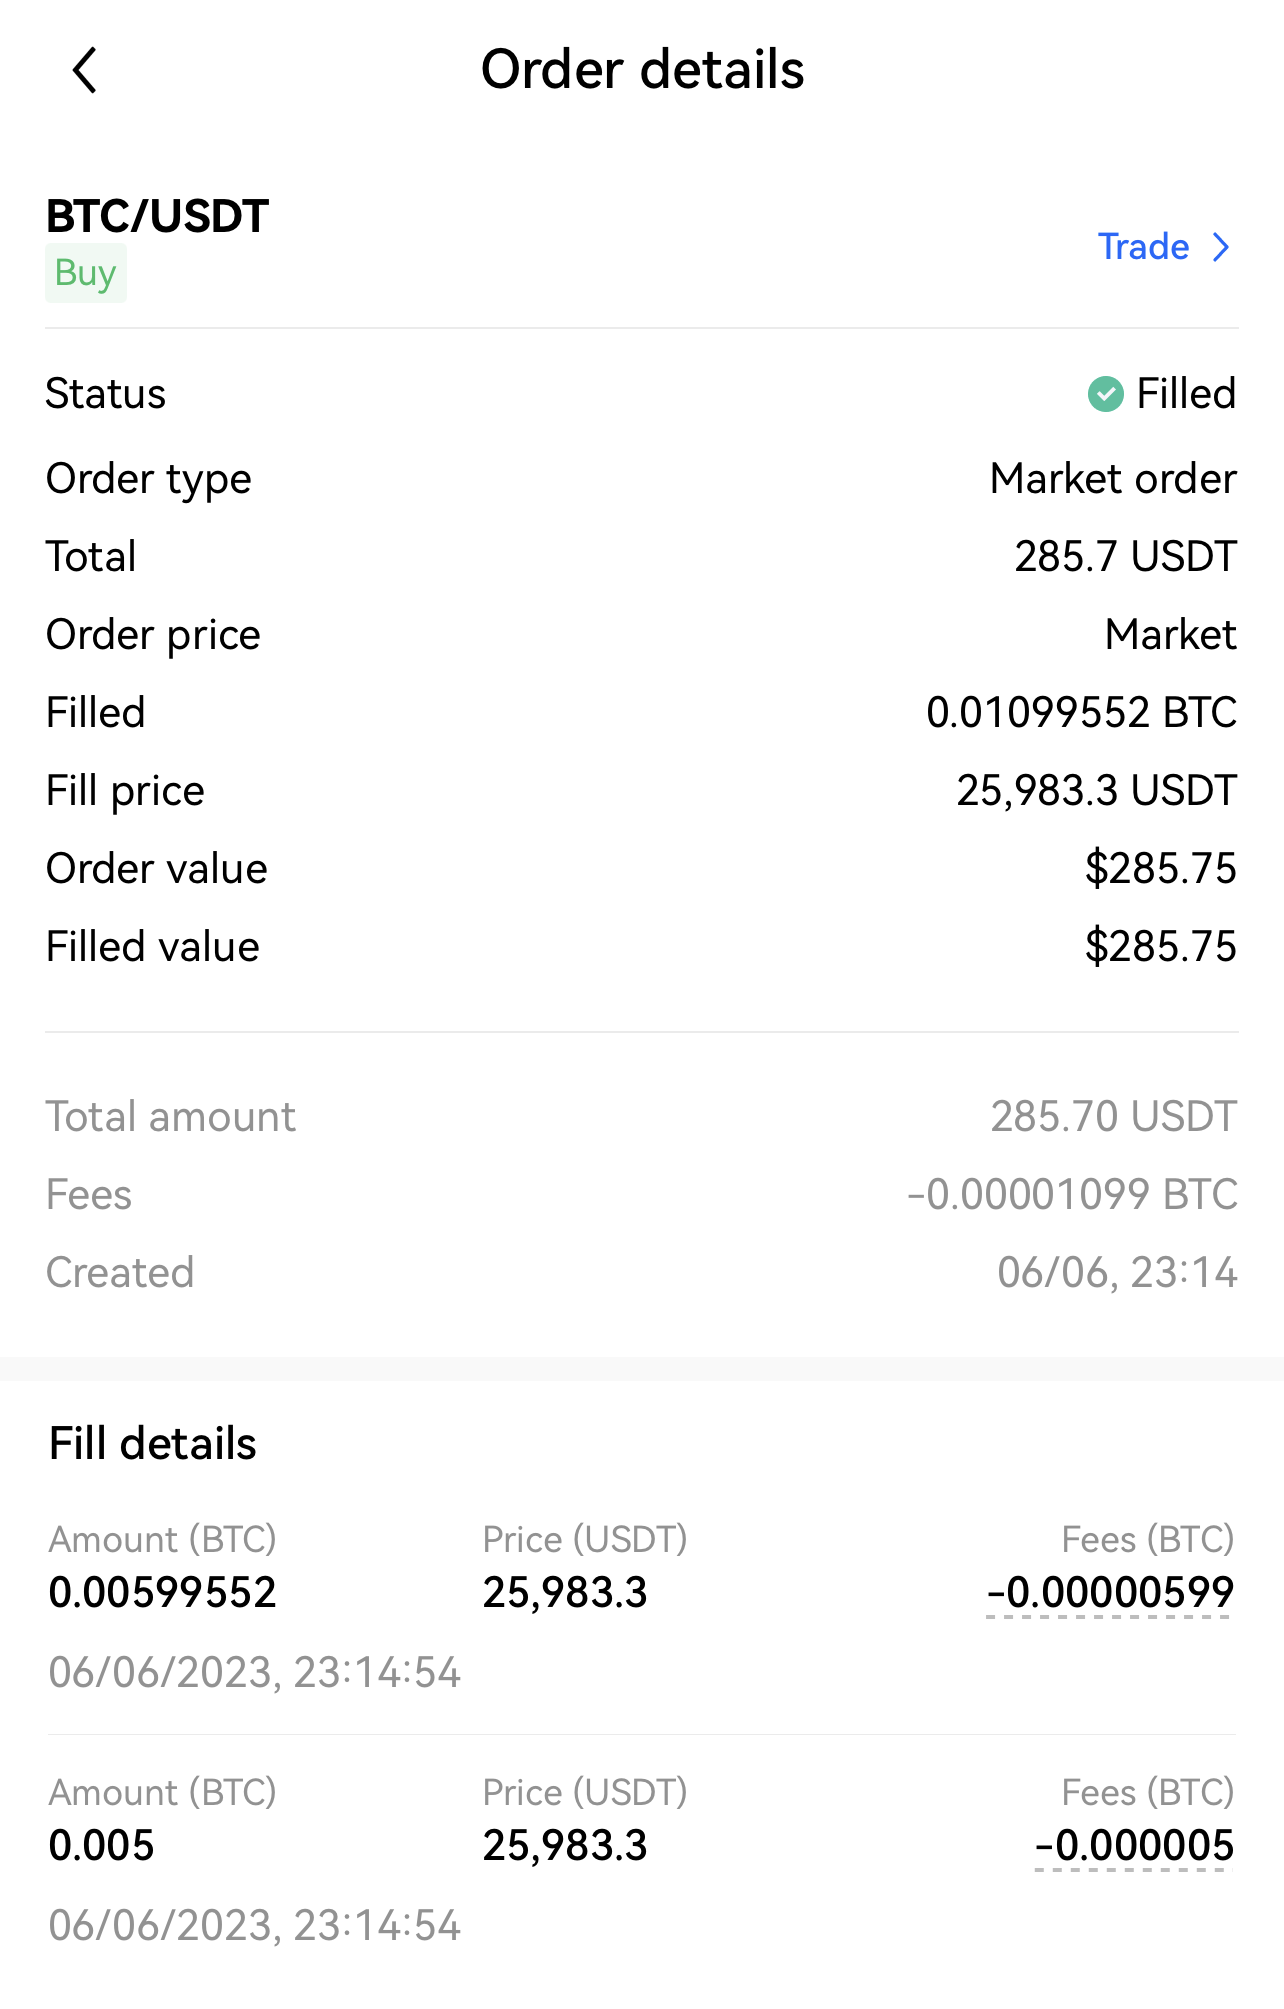 Order details
BTC/USDT
Buy
Trade
Status Filled
Order type Market order
Total 285.7 USDT
Order price Market
Filled 0.01099552 BTC
Fill price 25,983.3 USDT
Order value $285.75
Filled value $285.75
Total amount 285.70 USDT
Fees -0.00001099 BTC
Created 06/06, 23:14
Fill details
Amount (BTC) Price (USDT) Fees (BTC)
0.00599552 25,983.3 -0.00000599
06/06/2023, 23:14:54
Amount (BTC) Price (USDT) Fees (BTC)
0.005 25,983.3 -0.000005
06/06/2023, 23:14:54